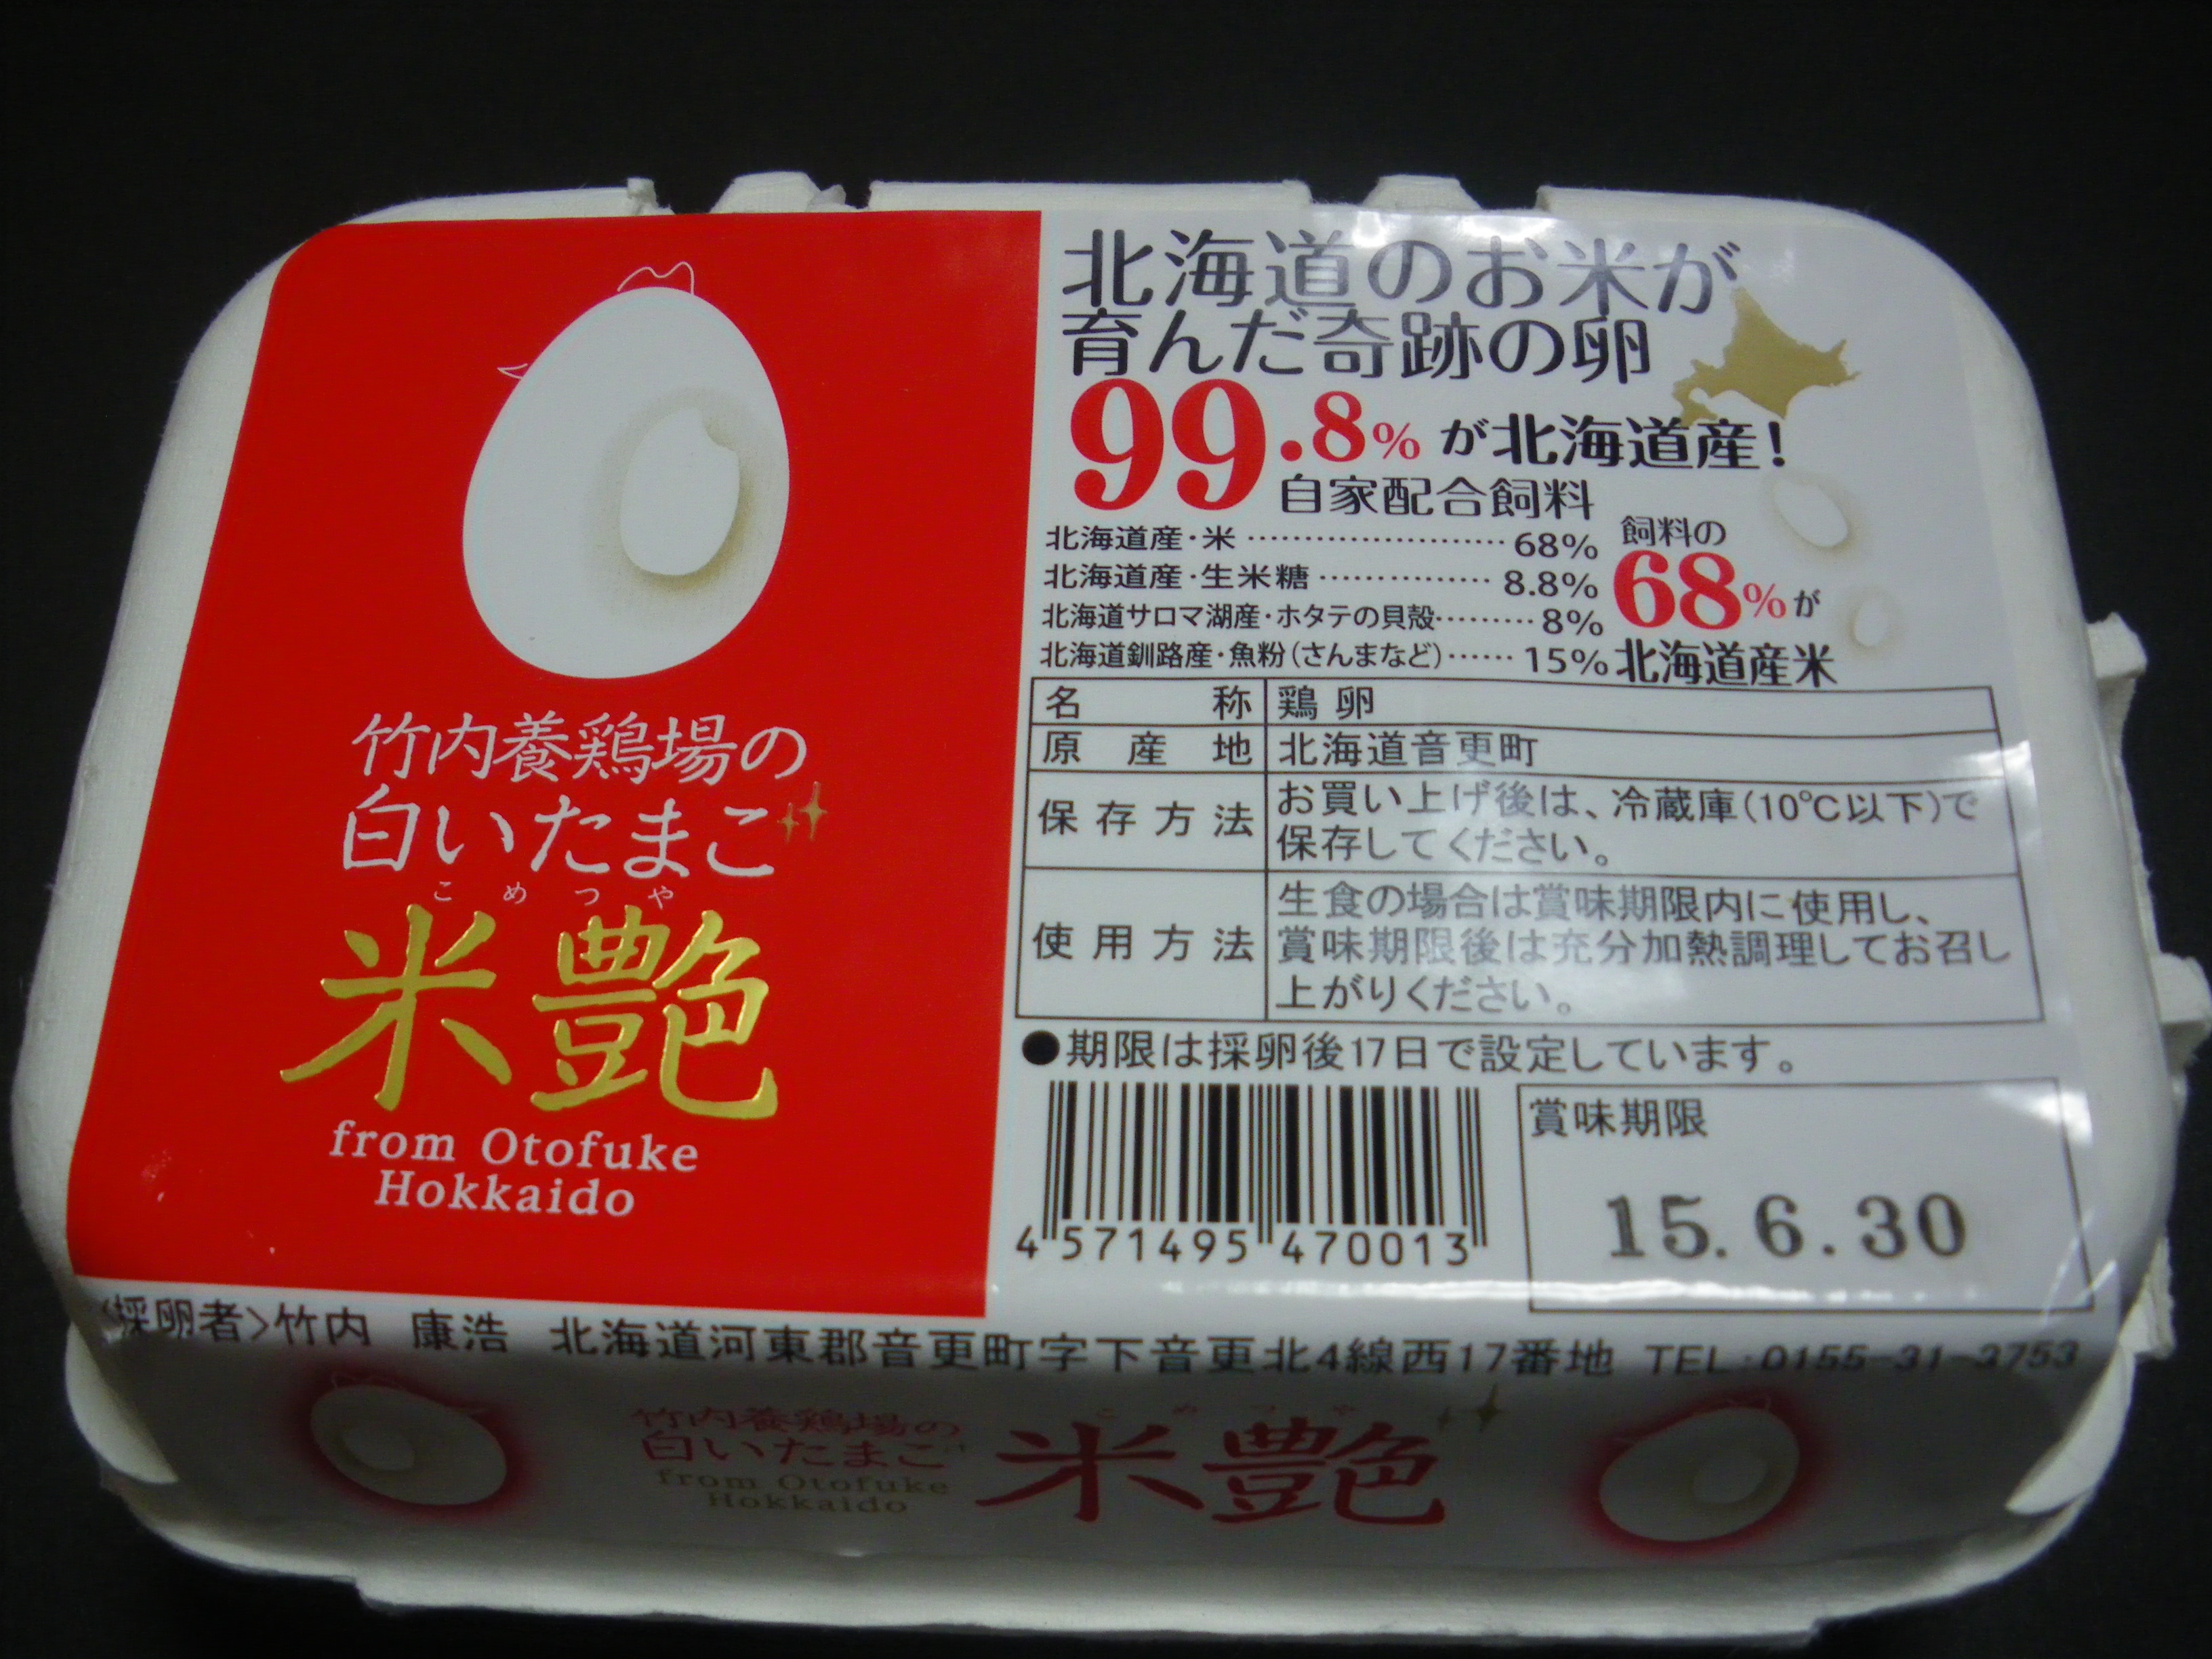 竹内養鶏場の
白いたまご
こめつや
米艶
from Otofuke
Hokkaido
北海道のお米が
育んだ奇跡の卵
99.8%が北海道産!
自家配合飼料
北海道産・米 …………………… 68%
北海道産・生米糖 …………… 8.8%
北海道サロマ湖産・ホタテの貝殻……… 8%
北海道釧路産・魚粉(さんまなど)…… 15%
飼料の
68%が
北海道産米
名称 鶏卵
原産地 北海道音更町
保存方法 お買い上げ後は、冷蔵庫(10℃以下)で
保存してください。
使用方法 生食の場合は賞味期限内に使用し、
賞味期限後は充分加熱調理してお召し
上がりください。
●期限は採卵後17日で設定しています。
4 571495 470013
賞味期限
15.6.30
〈採卵者〉竹内 康浩 北海道河東郡音更町字下音更北4線西17番地 TEL:0155-31-3753
竹内養鶏場の
白いたまご
from Otofuke
Hokkaido
こめつや
米艶